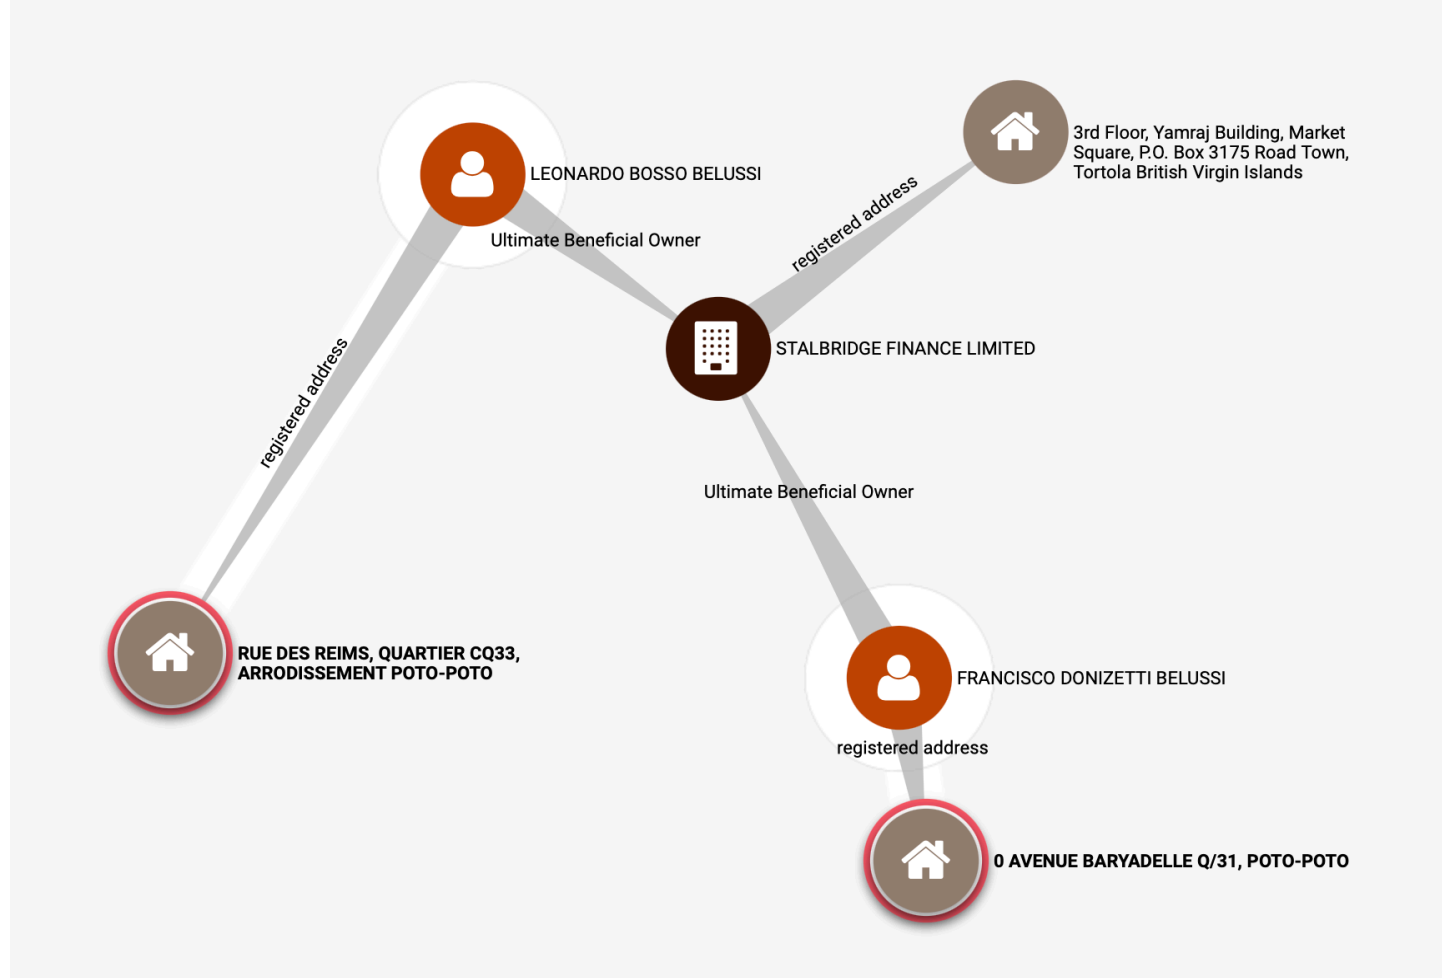 3rd Floor, Yamraj Building, Market
Square, P.O. Box 3175 Road Town,
Tortola British Virgin Islands
LEONARDO BOSSO BELUSSI
registered address
Ultimate Beneficial Owner
STALBRIDGE FINANCE LIMITED
registered address
Ultimate Beneficial Owner
RUE DES REIMS, QUARTIER CQ33,
ARRODISSEMENT POTO-POTO
FRANCISCO DONIZETTI BELUSSI
registered address
0 AVENUE BARYADELLE Q/31, POTO-POTO